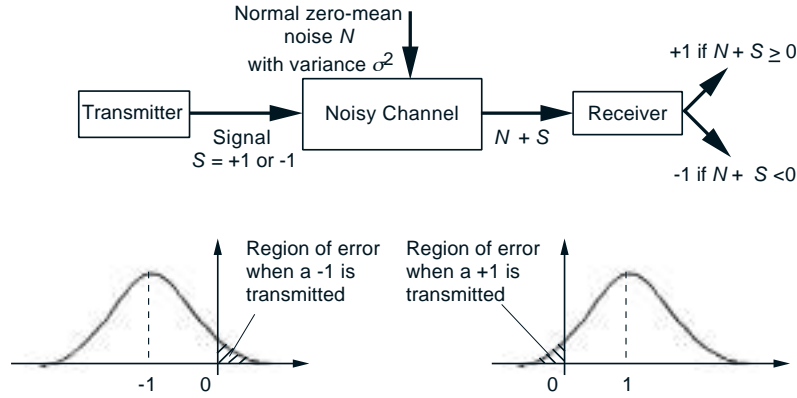 Normal zero-mean
noise N
with variance σ2
+1 if N + S ≥ 0
Transmitter
Noisy Channel
Receiver
Signal
S = +1 or -1
N + S
-1 if N + S <0
Region of error
when a -1 is
transmitted
Region of error
when a +1 is
transmitted
-1
0
0
1